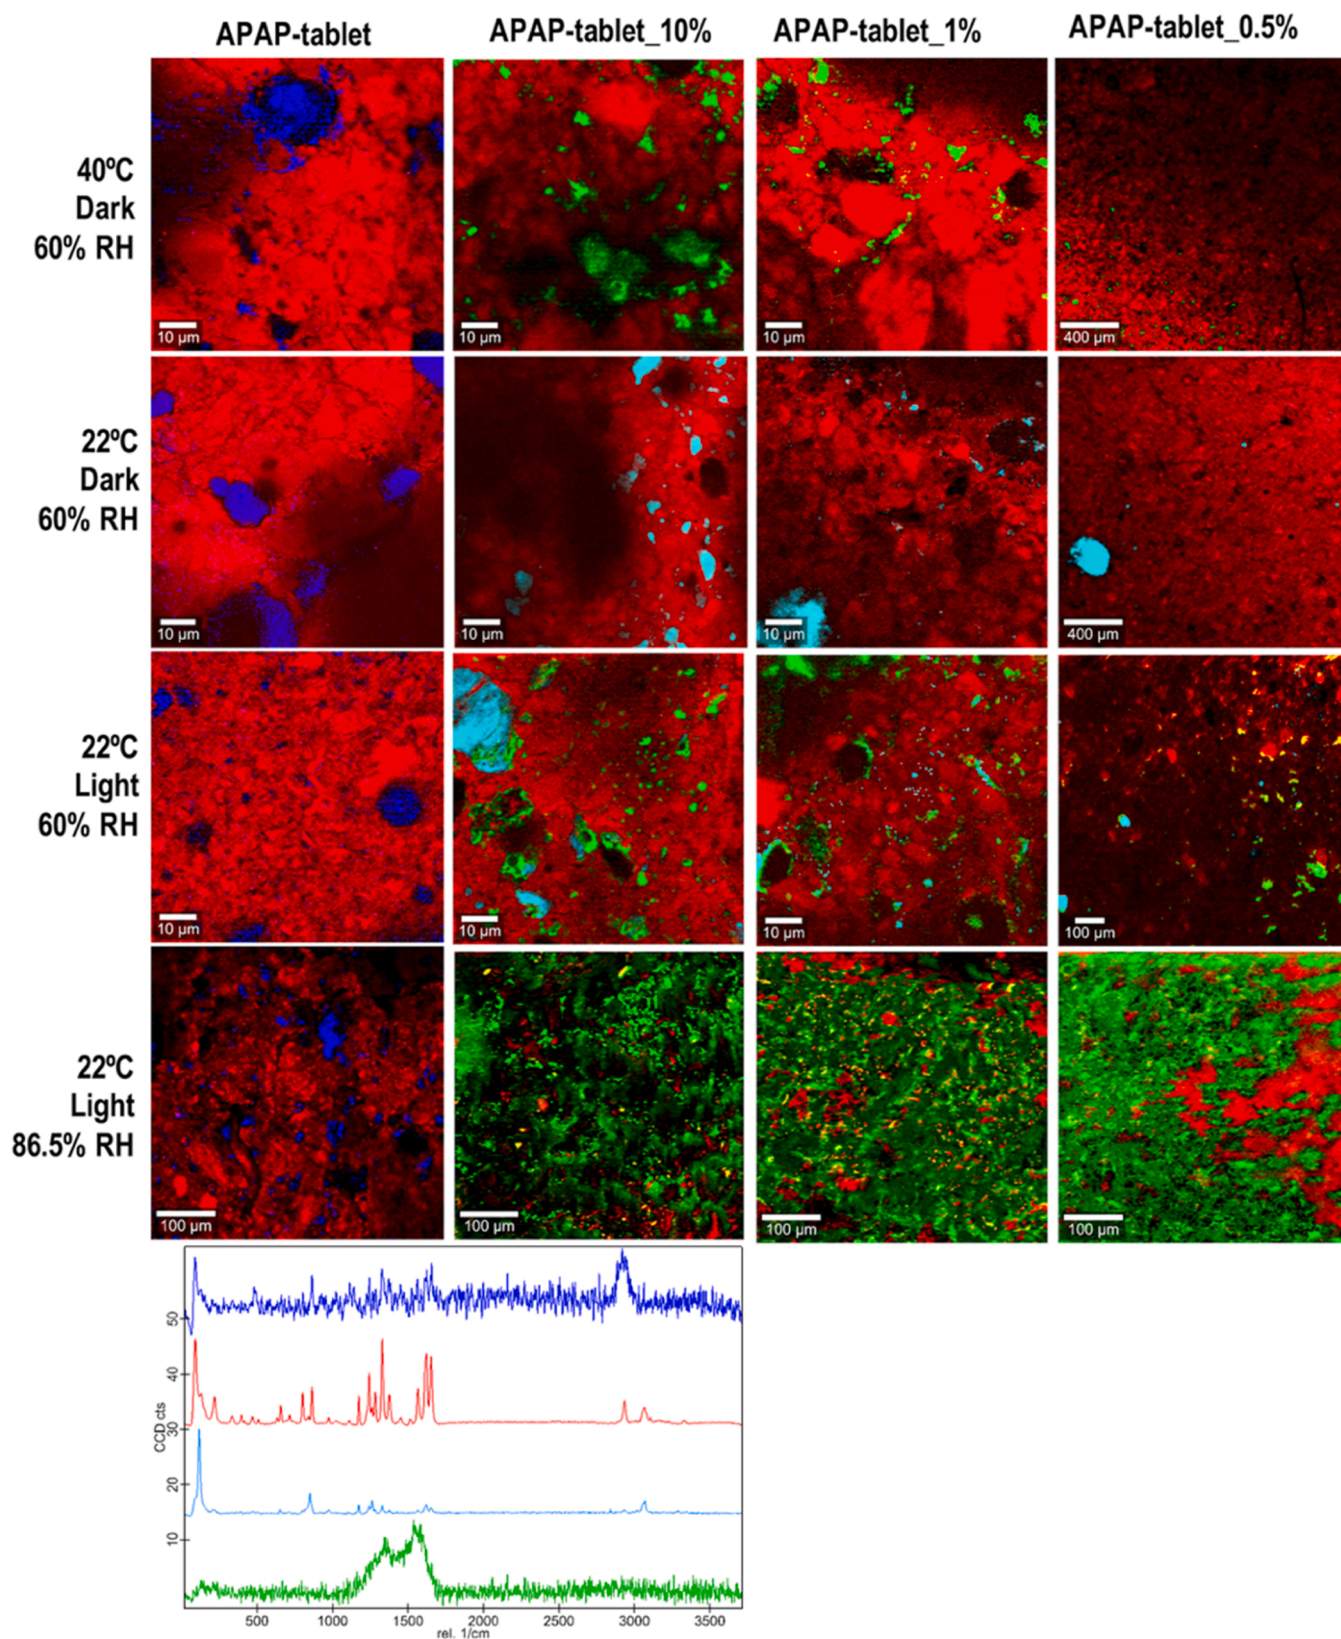 APAP-tablet APAP-tablet_10% APAP-tablet_1% APAP-tablet_0.5%
40ºC
Dark
60% RH
10 µm 10 µm 10 µm 400 µm
22ºC
Dark
60% RH
10 µm 10 µm 10 µm 400 µm
22ºC
Light
60% RH
10 µm 10 µm 10 µm 100 µm
22ºC
Light
86.5% RH
100 µm 100 µm 100 µm 100 µm
50
40
30
20
10
CCD cts
500 1000 1500 2000 2500 3000 3500
rel. 1/cm